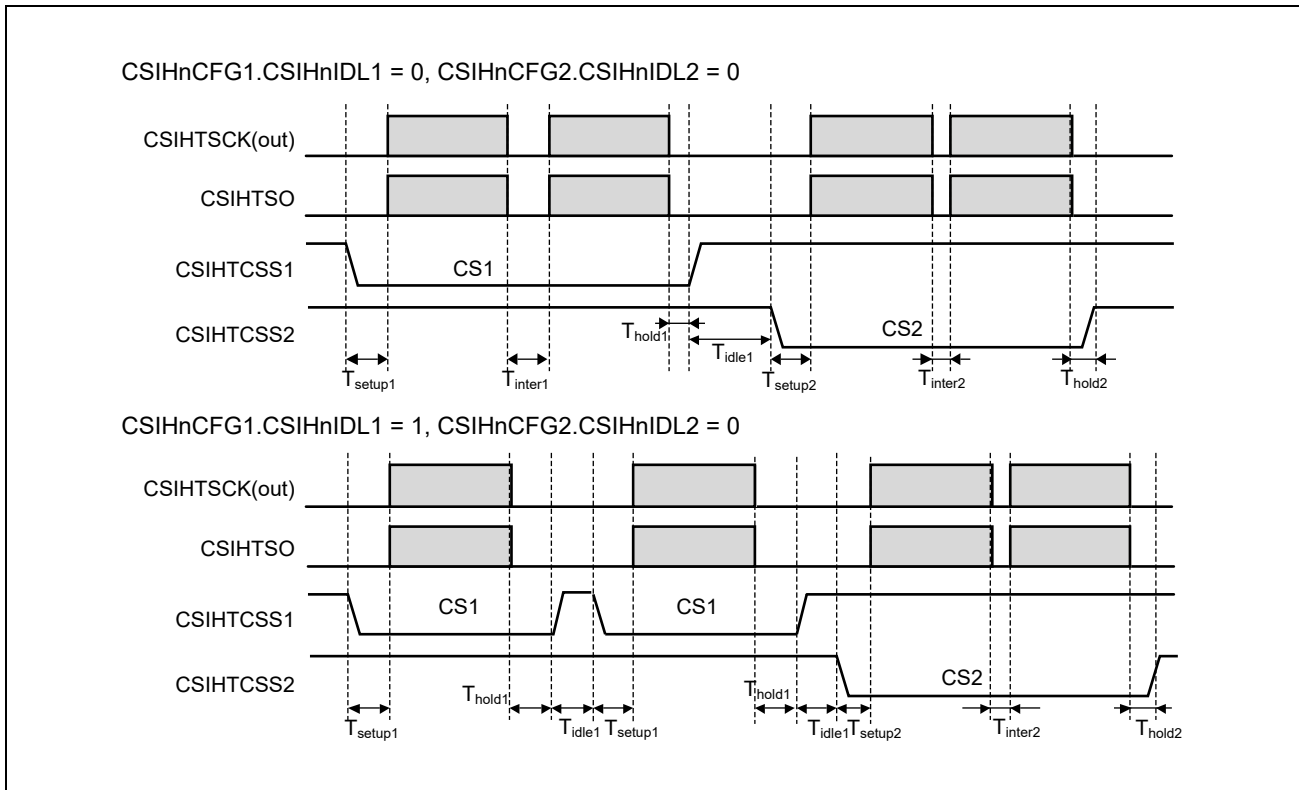 CSIHnCFG1.CSIHnIDL1 = 0, CSIHnCFG2.CSIHnIDL2 = 0
CSIHTSCK(out)
CSIHTSO
CSIHTCSS1
CS1
CSIHTCSS2
CS2
Thold1
Tidle1
Tsetup1
Tinter1
Tsetup2
Tinter2
Thold2
CSIHnCFG1.CSIHnIDL1 = 1, CSIHnCFG2.CSIHnIDL2 = 0
CSIHTSCK(out)
CSIHTSO
CSIHTCSS1
CS1
CS1
CSIHTCSS2
CS2
Thold1
Thold1
Tsetup1
Tidle1
Tsetup1
Tidle1
Tsetup2
Tinter2
Thold2